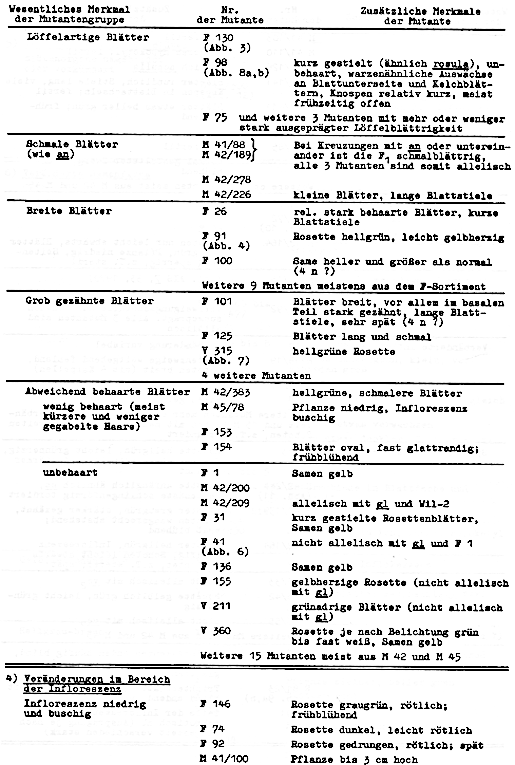 Wesentliches Merkmal Nr. Zusätzliche Merkmale
der Mutantengruppe der Mutante der Mutante
Löffelartige Blätter F 130
(Abb. 3)
F 98 kurz gestielt (ähnlich rosula), un-
(Abb. 8a,b) behaart, warzenähnliche Auswüchse
an Blattunterseite und Kelchblät-
tern, Knospen relativ kurz, meist
frühzeitig offen
F 75 und weitere 3 Mutanten mit mehr oder weniger
stark ausgeprägter Löffelblättrigkeit
Schmale Blätter M 41/88 } Bei Kreuzungen mit an oder unterein-
(wie an) M 42/189 } ander ist die F1 schmalblättrig,
alle 3 Mutanten sind somit allelisch
M 42/278
M 42/226 kleine Blätter, lange Blattstiele
Breite Blätter F 26 rel. stark behaarte Blätter, kurze
Blattstiele
F 91 Rosette hellgrün, leicht gelbherzig
(Abb. 4)
F 100 Same heller und größer als normal
(4 n ?)
Weitere 9 Mutanten meistens aus dem F-Sortiment
Grob gezähnte Blätter F 101 Blätter breit, vor allem im basalen
Teil stark gezähnt, lange Blatt-
stiele, sehr spät (4 n ?)
F 125 Blätter lang und schmal
V 315 hellgrüne Rosette
(Abb. 7)
4 weitere Mutanten
Abweichend behaarte Blätter M 42/383 hellgrüne, schmalere Blätter
wenig behaart (meist M 45/78 Pflanze niedrig, Infloreszenz
kürzere und weniger buschig
gegabelte Haare) F 153
F 154 Blätter oval, fast glattrandig;
frühblühend
unbehaart F 1 Samen gelb
M 42/200
M 42/209 allelisch mit gl und Wil-2
F 31 kurz gestielte Rosettenblätter,
Samen gelb
F 41 nicht allelisch mit gl und F 1
(Abb. 6)
F 136 Samen gelb
F 155 gelbherzige Rosette (nicht allelisch
mit gl)
V 211 grünadrige Blätter (nicht allelisch
mit gl)
V 360 Rosette je nach Belichtung grün
bis fast weiß, Samen gelb
Weitere 15 Mutanten meist aus M 42 und M 45
4) Veränderungen im Bereich
der Infloreszenz
Infloreszenz niedrig F 146 Rosette graugrün, rötlich;
und buschig frühblühend
F 74 Rosette dunkel, leicht rötlich
F 92 Rosette gedrungen, rötlich; spät
M 41/100 Pflanze bis 3 cm hoch